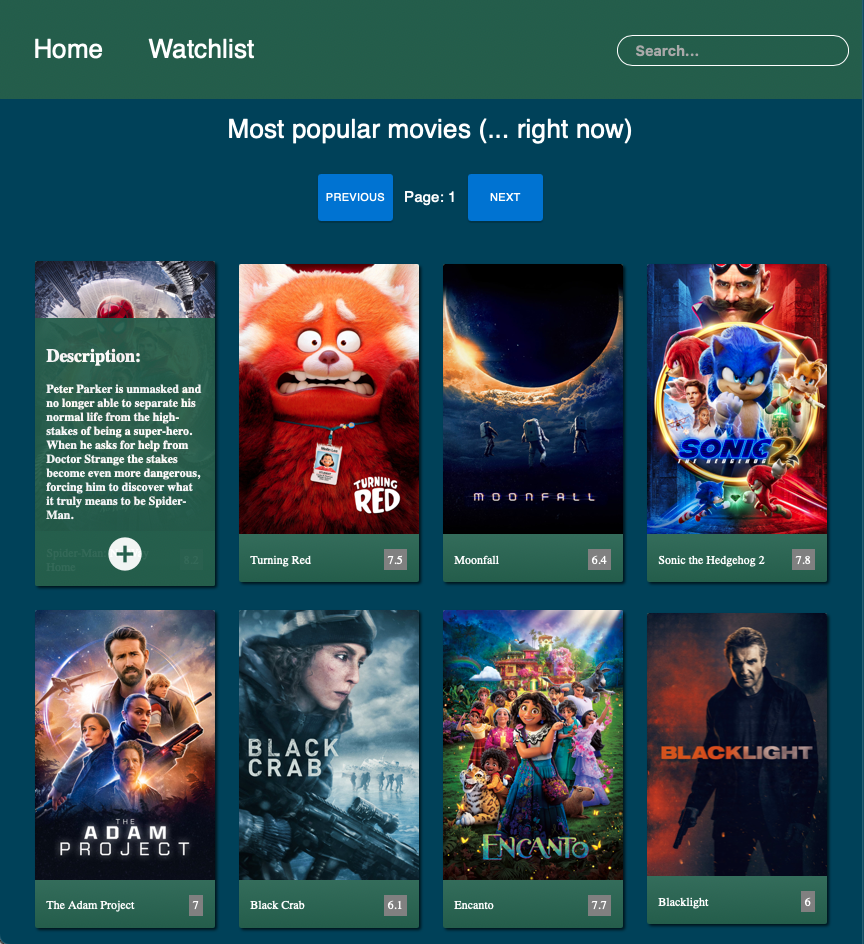 Home Watchlist Search...
Most popular movies (... right now)
PREVIOUS Page: 1 NEXT
Description:
Peter Parker is unmasked and
no longer able to separate his
normal life from the high-
stakes of being a super-hero.
When he asks for help from
Doctor Strange the stakes
become even more dangerous,
forcing him to discover what
it truly means to be Spider-
Man.
Spider-Man:
Home
TURNING
RED
MOONFALL
SONIC 2
THE HEDGEHOG
Turning Red 7.5
Moonfall 6.4
Sonic the Hedgehog 2 7.8
THE
ADAM
PROJECT
BLACK
CRAB
ENCANTO
BLACKLIGHT
The Adam Project 7
Black Crab 6.1
Encanto 7.7
Blacklight 6